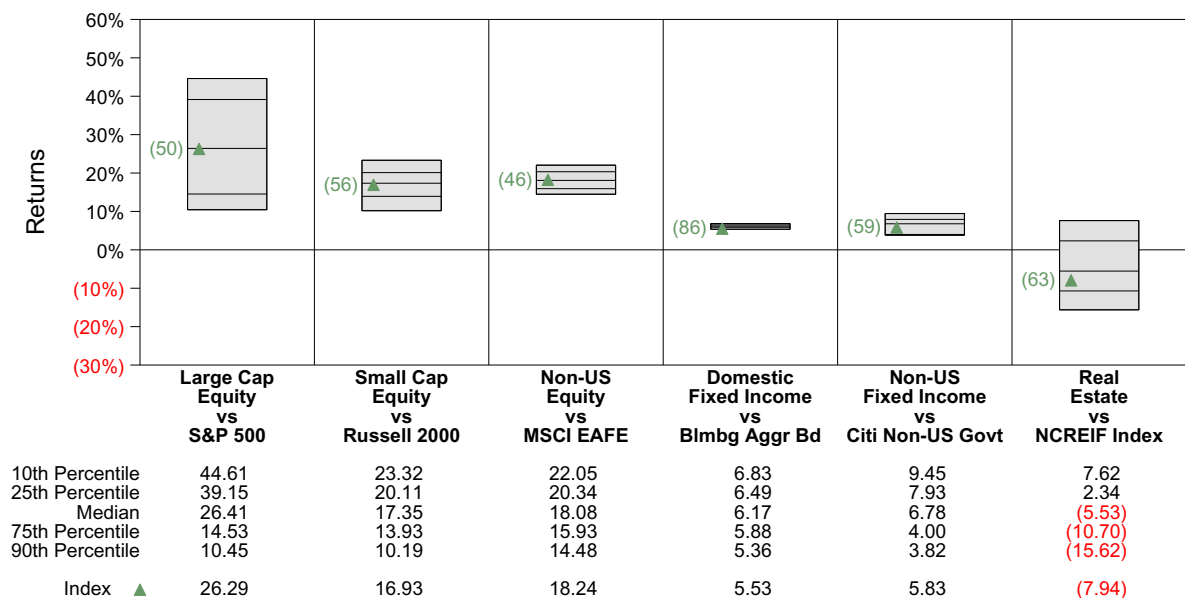 60%
50%
40%
30%
20%
10%
0%
(10%)
(20%)
(30%)
Returns
(50)
(56)
(46)
(86)
(59)
(63)
Large Cap Equity vs S&P 500
Small Cap Equity vs Russell 2000
Non-US Equity vs MSCI EAFE
Domestic Fixed Income vs Blmbg Aggr Bd
Non-US Fixed Income vs Citi Non-US Govt
Real Estate vs NCREIF Index
10th Percentile 44.61 23.32 22.05 6.83 9.45 7.62
25th Percentile 39.15 20.11 20.34 6.49 7.93 2.34
Median 26.41 17.35 18.08 6.17 6.78 (5.53)
75th Percentile 14.53 13.93 15.93 5.88 4.00 (10.70)
90th Percentile 10.45 10.19 14.48 5.36 3.82 (15.62)
Index ▲ 26.29 16.93 18.24 5.53 5.83 (7.94)